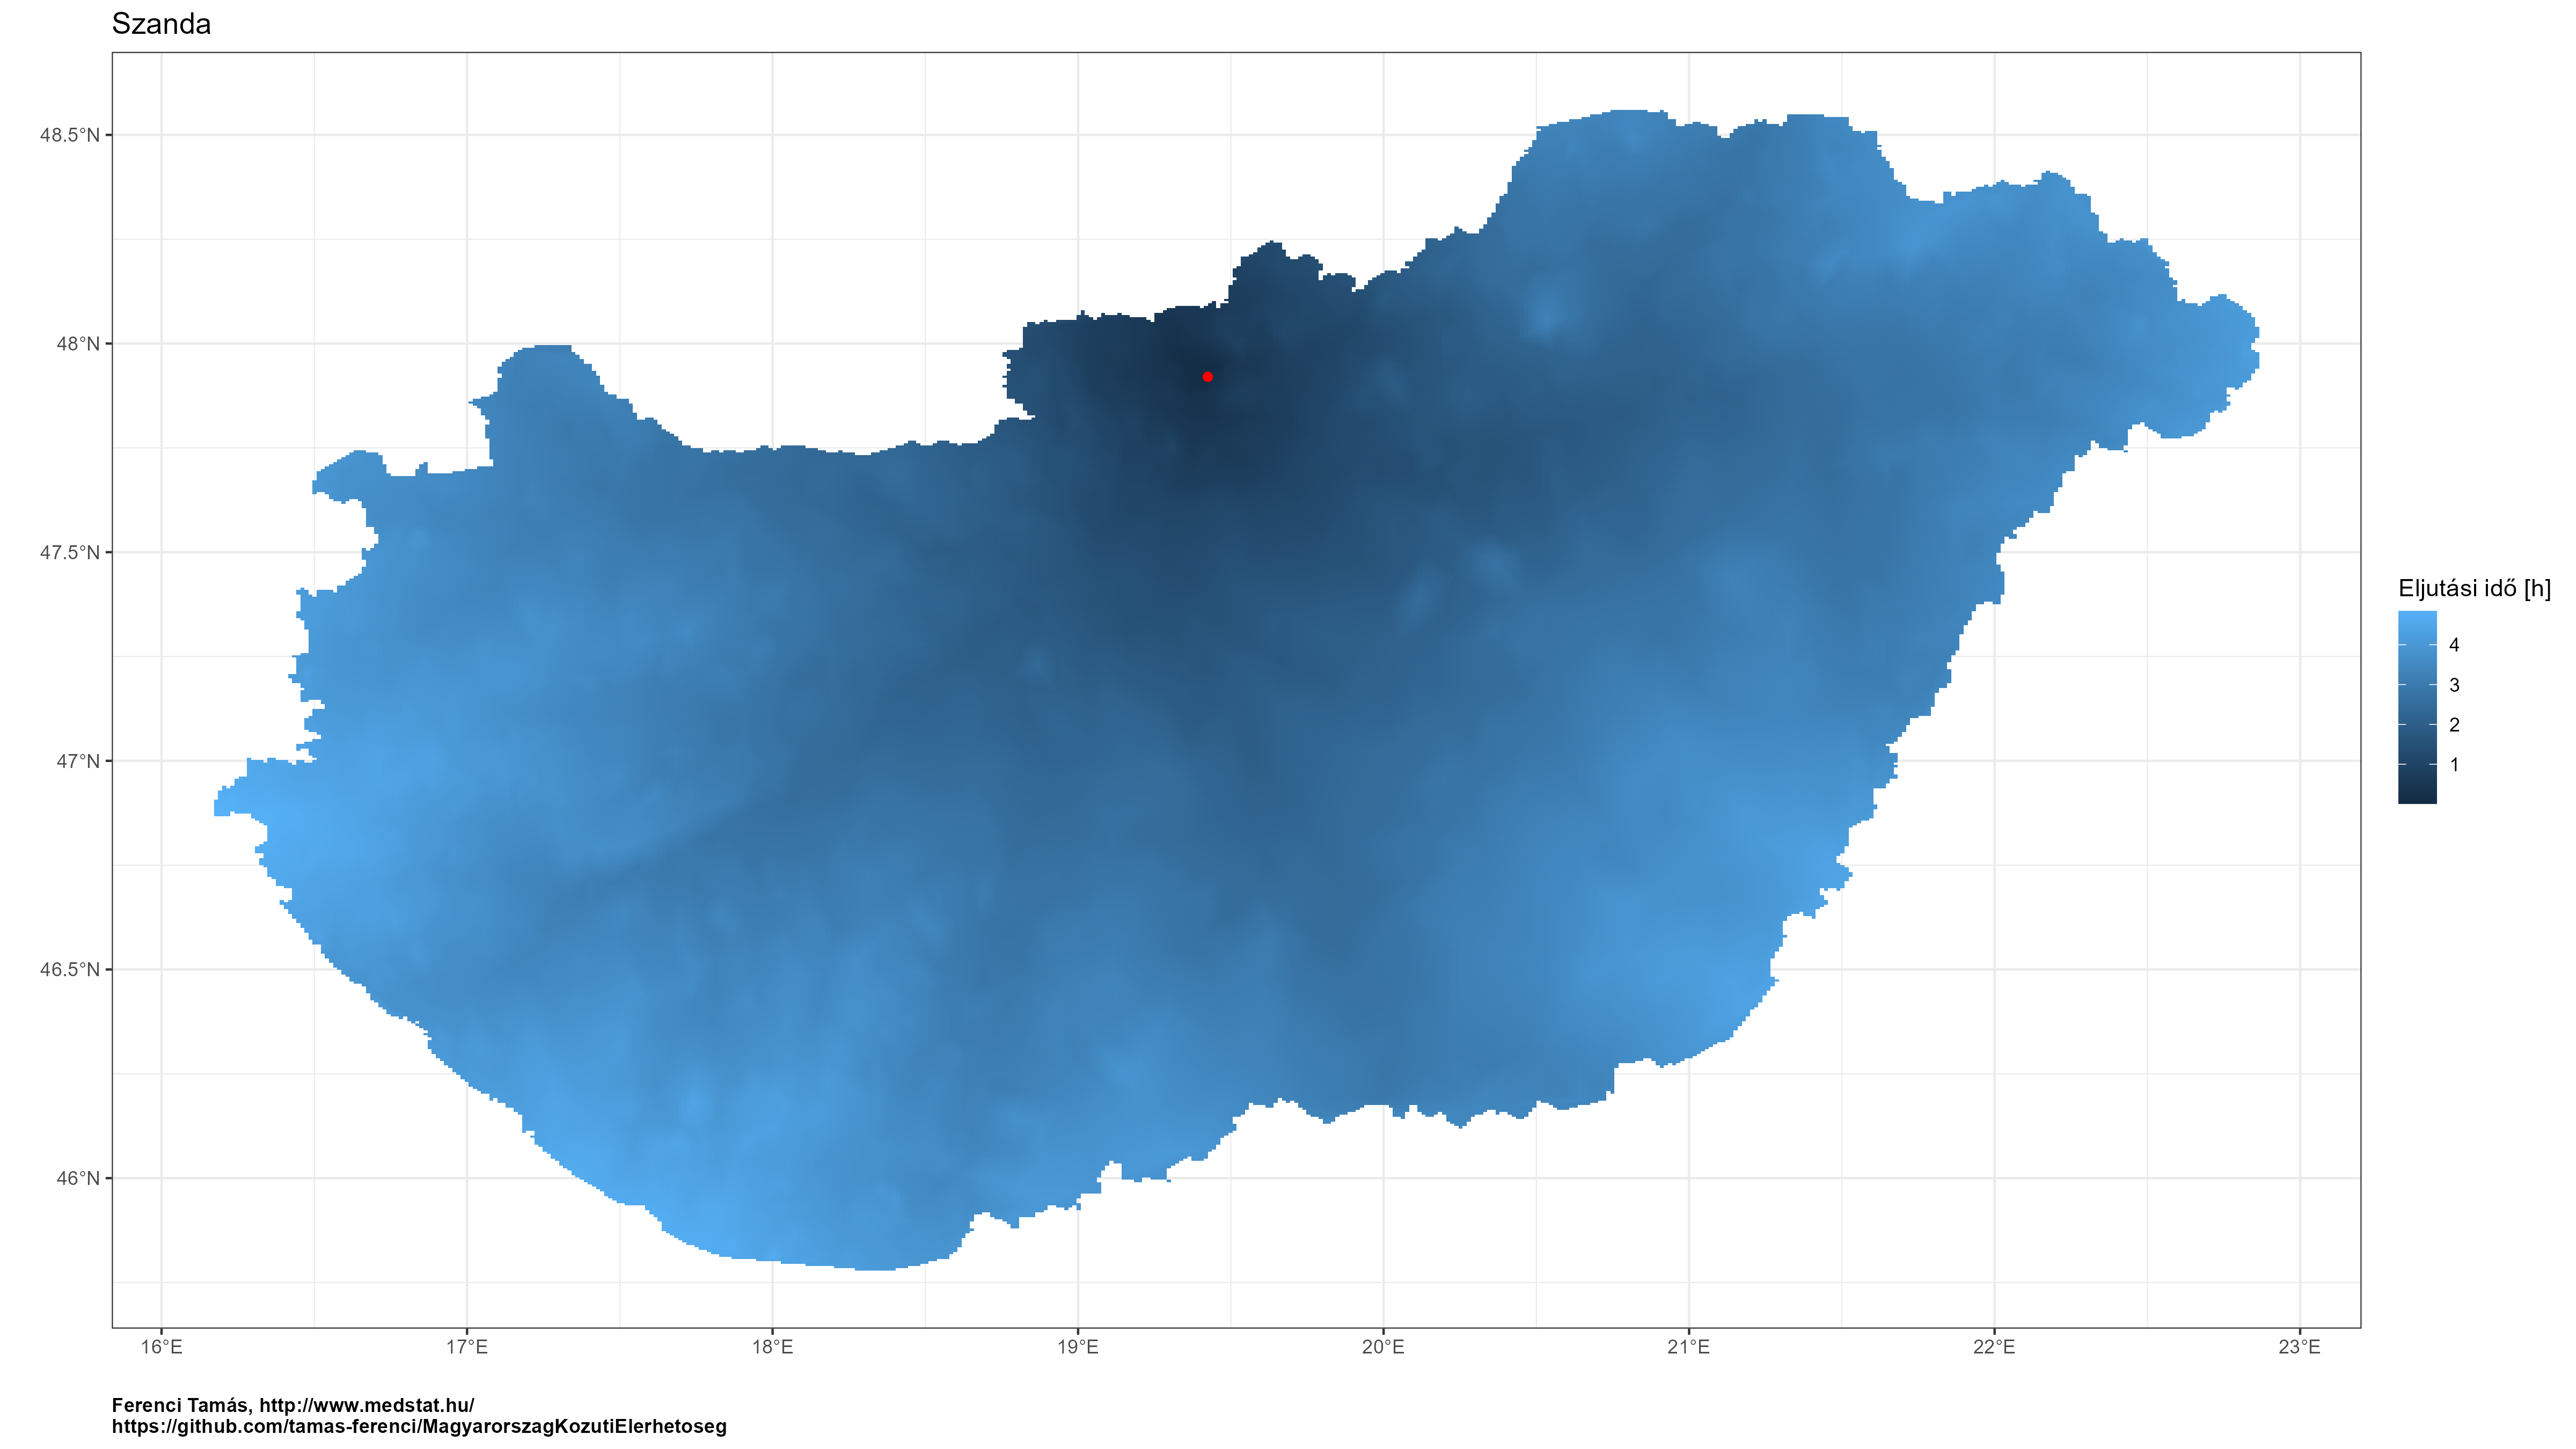 Szanda
48.5°N
48°N
47.5°N
47°N
46.5°N
46°N
16°E
17°E
18°E
19°E
20°E
21°E
22°E
23°E
Eljutási idő [h]
4
3
2
1
Ferenci Tamás, http://www.medstat.hu/
https://github.com/tamas-ferenci/MagyarorszagKozutiElerhetoseg